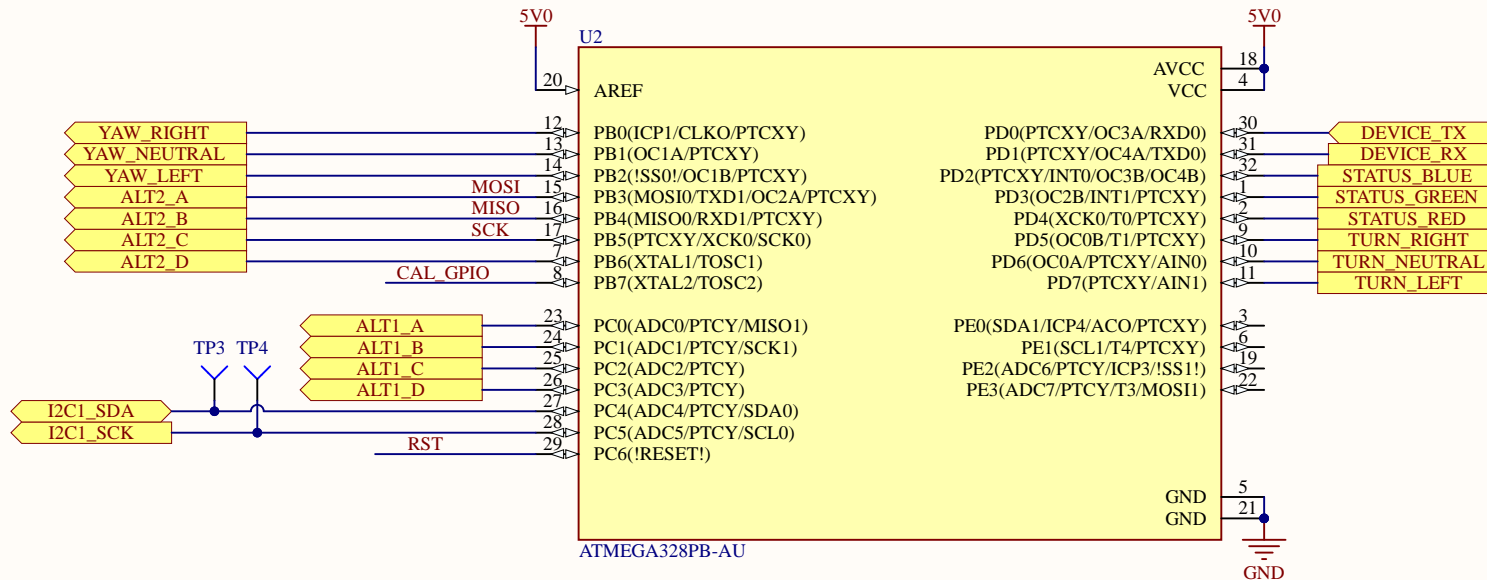 5V0
5V0
U2
AVCC 18
20 AREF
VCC 4
YAW_RIGHT 12 PB0(ICP1/CLKO/PTCXY) PD0(PTCXY/OC3A/RXD0) 30 DEVICE_TX
YAW_NEUTRAL 13 PB1(OC1A/PTCXY) PD1(PTCXY/OC4A/TXD0) 31 DEVICE_RX
YAW_LEFT 14 PB2(!SS0!/OC1B/PTCXY) PD2(PTCXY/INT0/OC3B/OC4B) 32 STATUS_BLUE
ALT2_A MOSI 15 PB3(MOSI0/TXD1/OC2A/PTCXY) PD3(OC2B/INT1/PTCXY) 1 STATUS_GREEN
ALT2_B MISO 16 PB4(MISO0/RXD1/PTCXY) PD4(XCK0/T0/PTCXY) 2 STATUS_RED
ALT2_C SCK 17 PB5(PTCXY/XCK0/SCK0) PD5(OC0B/T1/PTCXY) 9 TURN_RIGHT
ALT2_D 7 PB6(XTAL1/TOSC1) PD6(OC0A/PTCXY/AIN0) 10 TURN_NEUTRAL
CAL_GPIO 8 PB7(XTAL2/TOSC2) PD7(PTCXY/AIN1) 11 TURN_LEFT
ALT1_A 23 PC0(ADC0/PTCY/MISO1) PE0(SDA1/ICP4/ACO/PTCXY) 3
ALT1_B 24 PC1(ADC1/PTCY/SCK1) PE1(SCL1/T4/PTCXY) 6
TP3 TP4
ALT1_C 25 PC2(ADC2/PTCY) PE2(ADC6/PTCY/ICP3/!SS1!) 19
ALT1_D 26 PC3(ADC3/PTCY) PE3(ADC7/PTCY/T3/MOSI1) 22
I2C1_SDA 27 PC4(ADC4/PTCY/SDA0)
I2C1_SCK 28 PC5(ADC5/PTCY/SCL0)
RST 29 PC6(!RESET!)
GND 5
GND 21
ATMEGA328PB-AU
GND